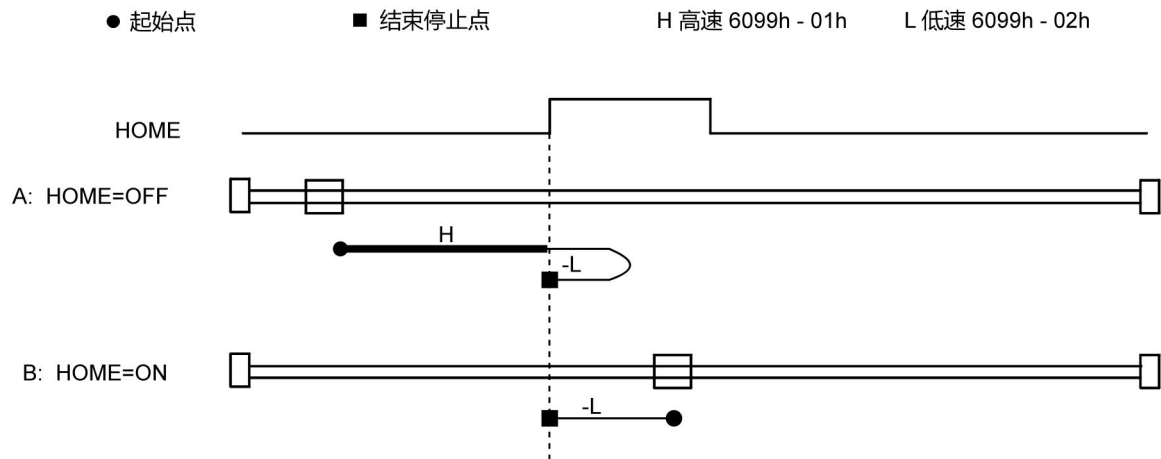 ● 起始点 ■ 结束停止点 H 高速 6099h - 01h L 低速 6099h - 02h
HOME
A: HOME=OFF
H
-L
B: HOME=ON
-L